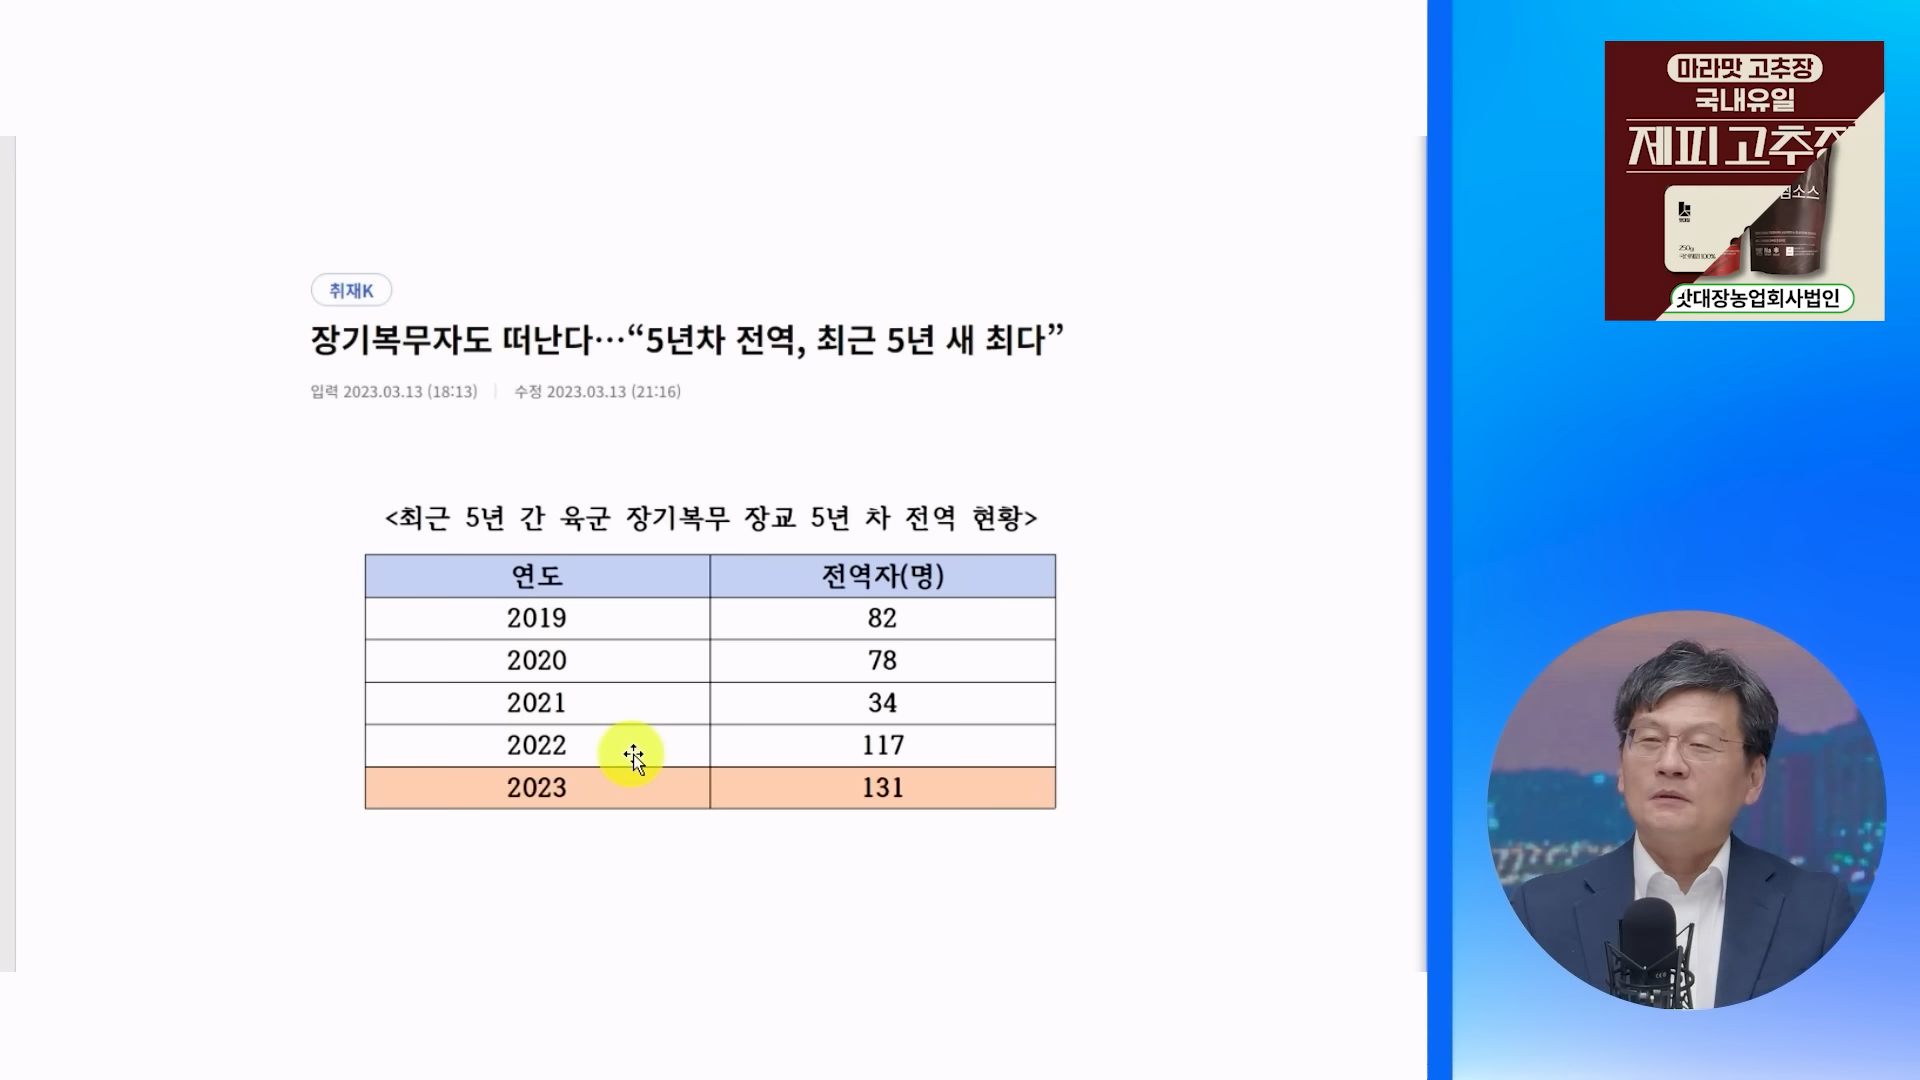 취재K
장기복무자도 떠난다…“5년차 전역, 최근 5년 새 최다”
입력 2023.03.13 (18:13) | 수정 2023.03.13 (21:16)
<최근 5년 간 육군 장기복무 장교 5년 차 전역 현황>
연도 전역자(명)
2019 82
2020 78
2021 34
2022 117
2023 131
마라맛 고추장
국내유일
제피고추장
소스
250g
맛대장농업회사법인